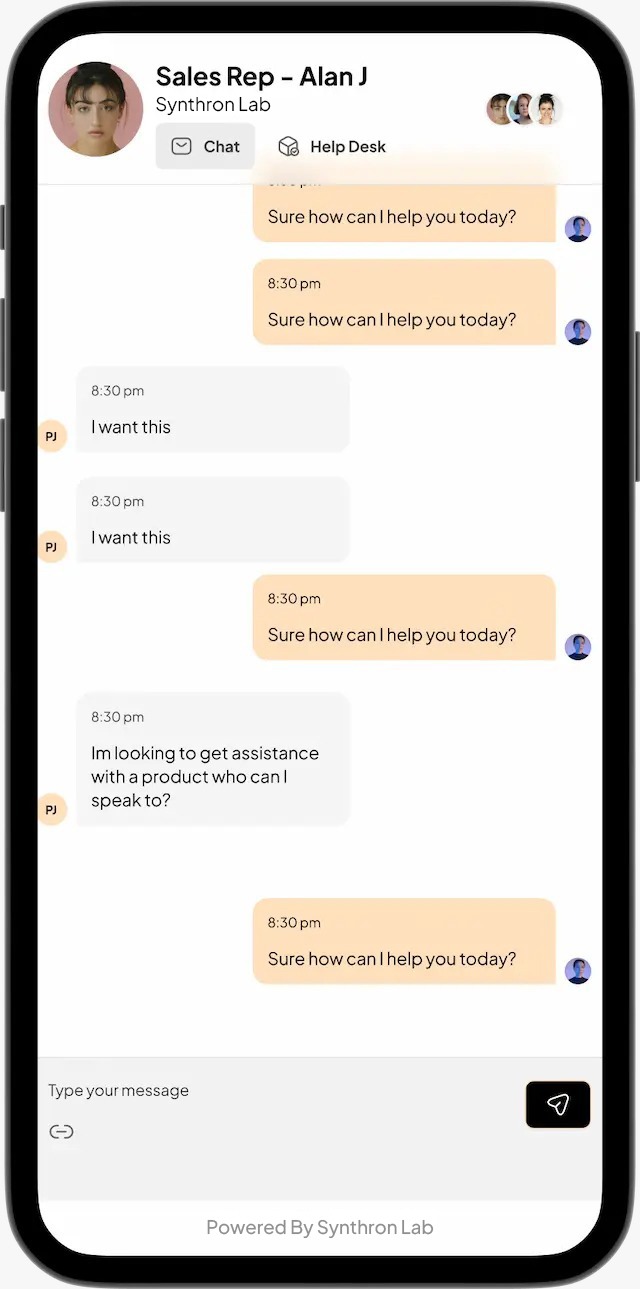 Sales Rep - Alan J
Synthron Lab
Chat
Help Desk
Sure how can I help you today?
8:30 pm
Sure how can I help you today?
8:30 pm
I want this
PJ
8:30 pm
I want this
PJ
8:30 pm
Sure how can I help you today?
8:30 pm
Im looking to get assistance
with a product who can I
speak to?
PJ
8:30 pm
Sure how can I help you today?
Type your message
Powered By Synthron Lab